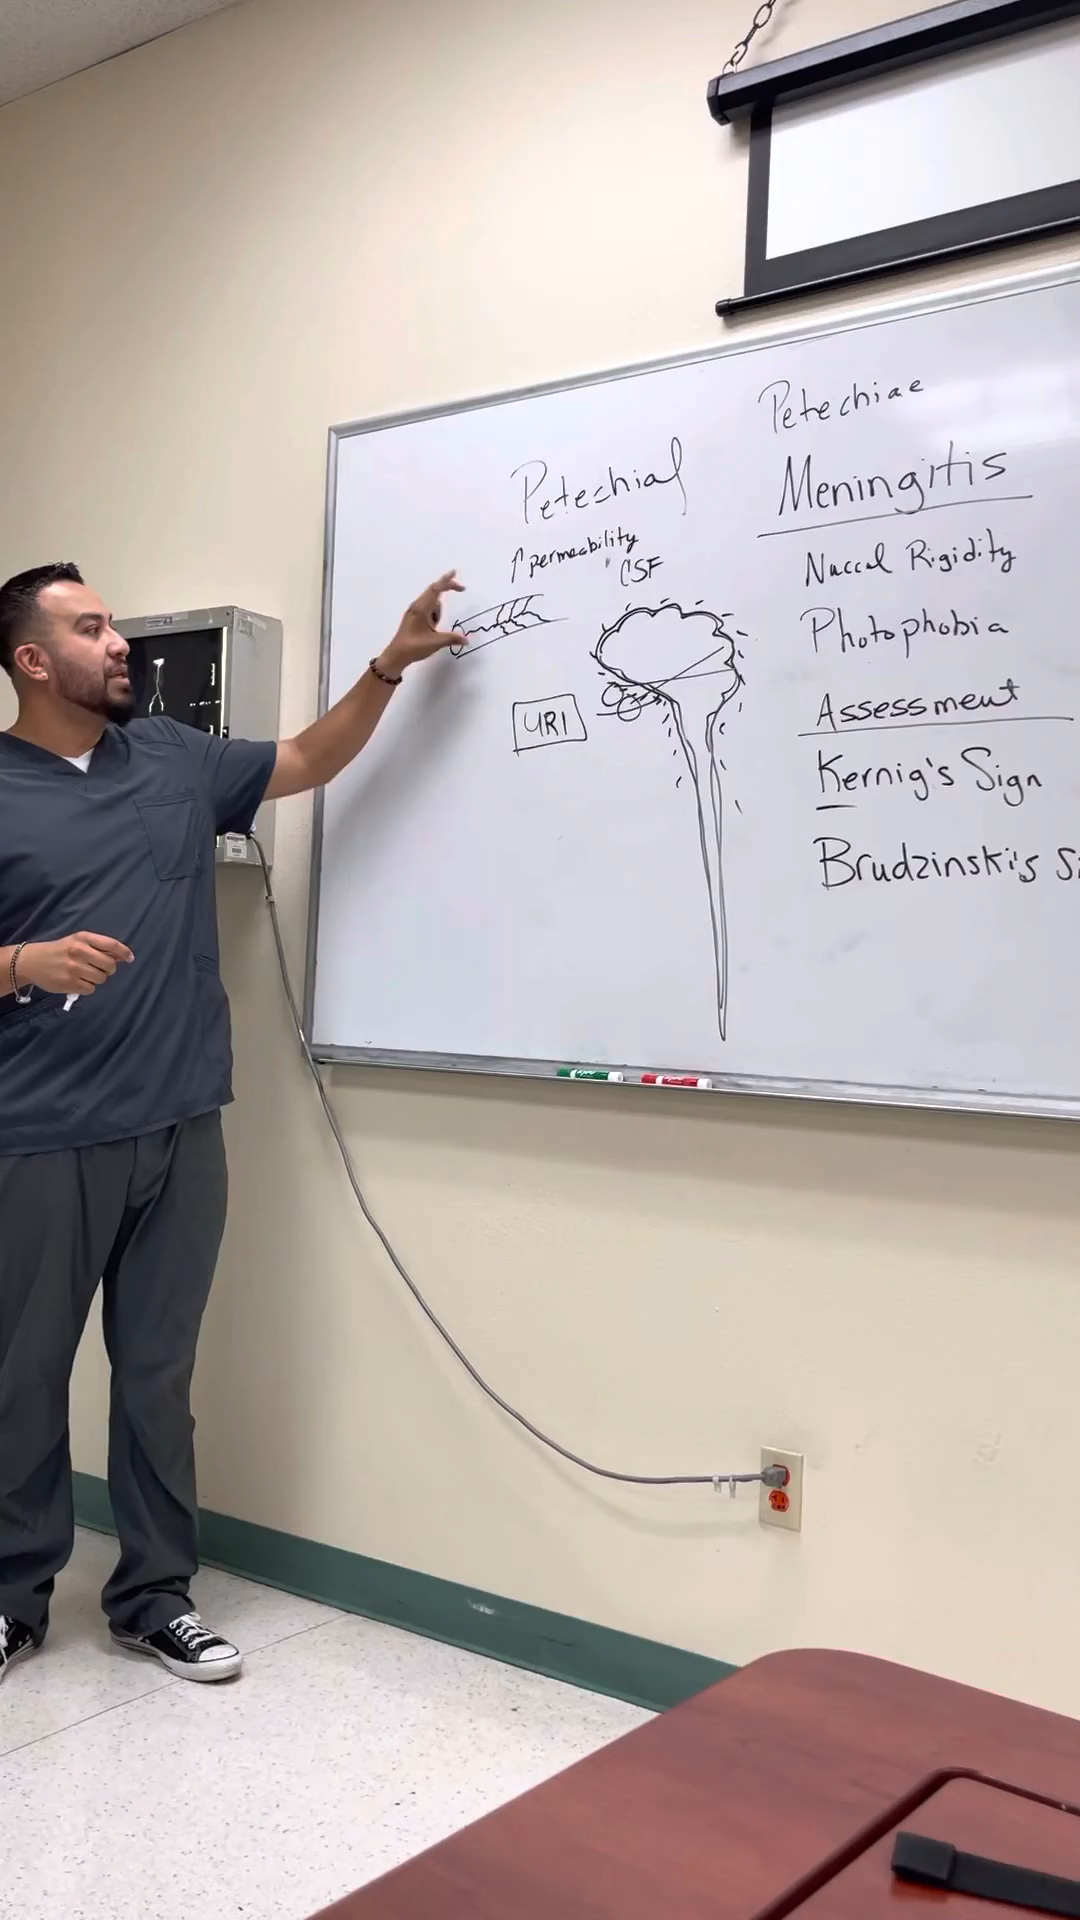 Petechiae
Petechial
Meningitis
↑ permeability
CSF
Nuccal Rigidity
Photophobia
URI
Assessment
Kernig's Sign
Brudzinski's